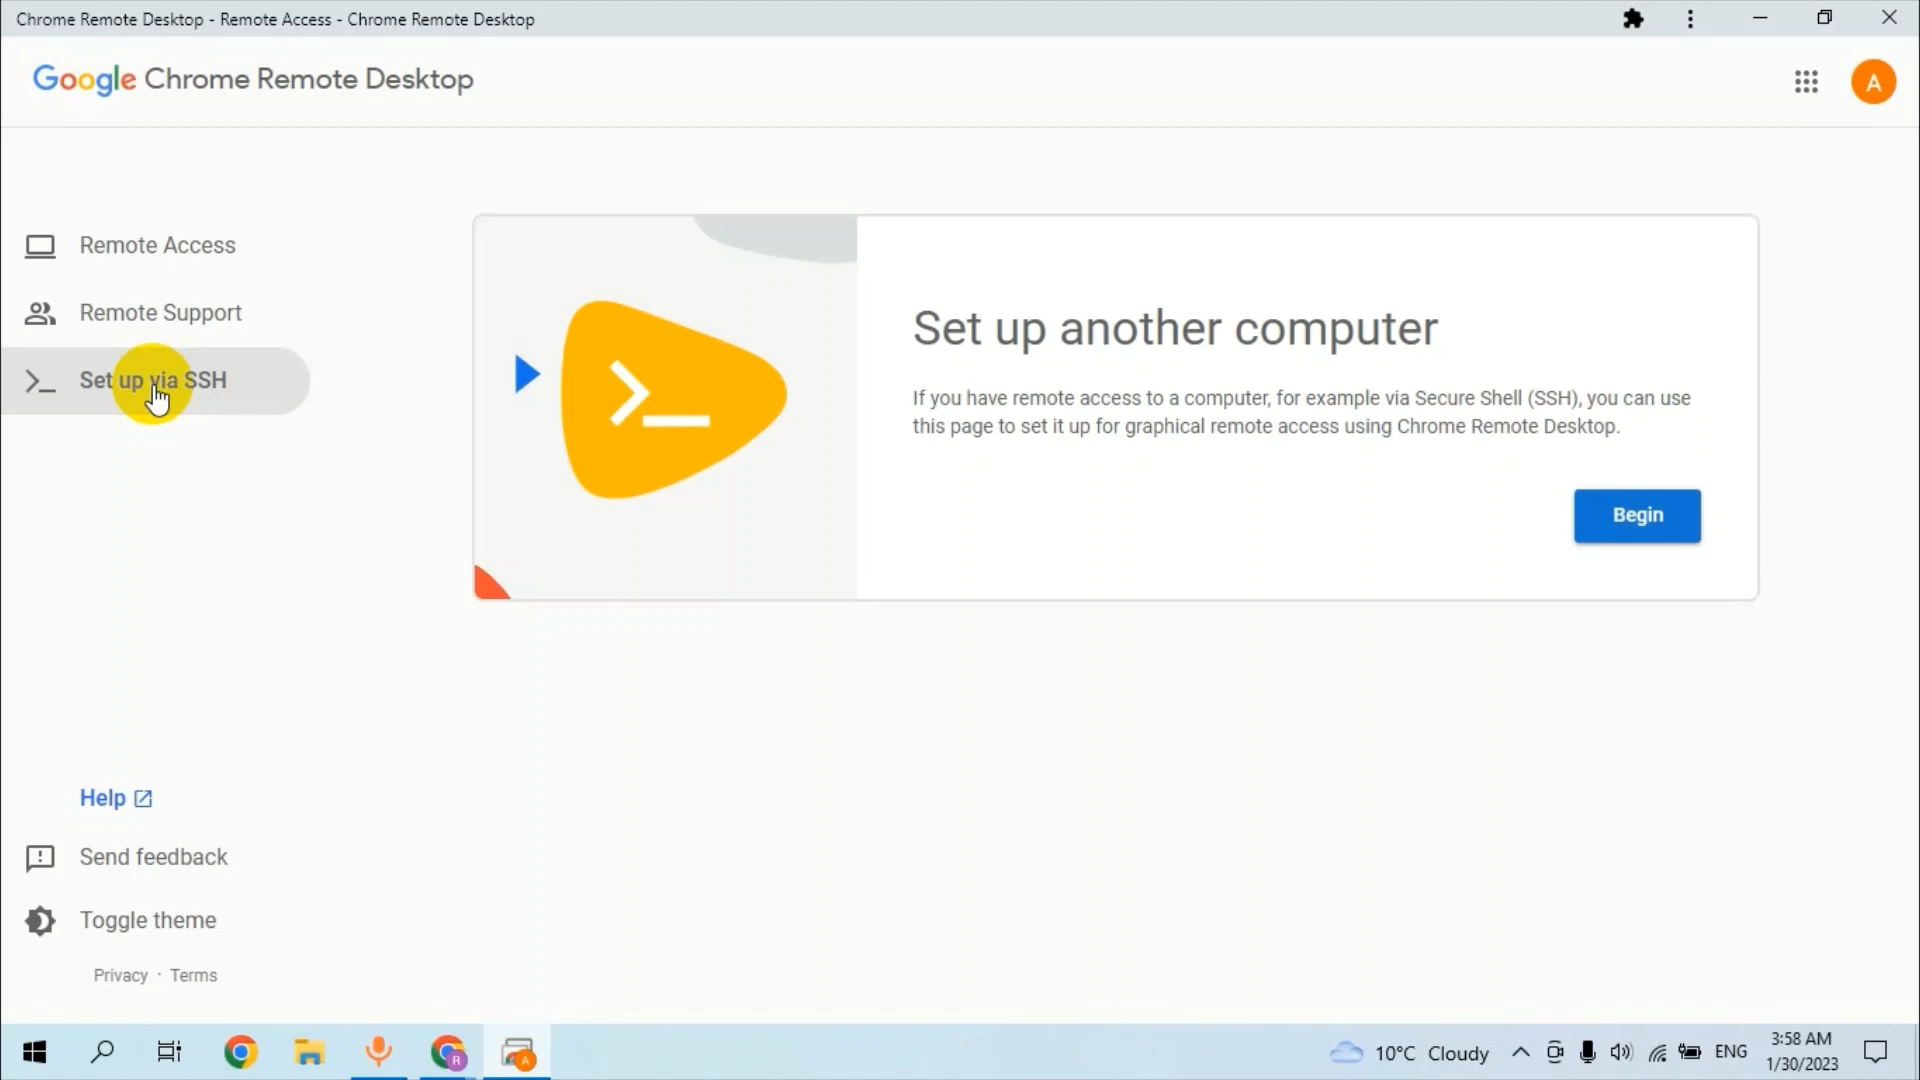 Chrome Remote Desktop - Remote Access - Chrome Remote Desktop
Google Chrome Remote Desktop
A
Remote Access
Remote Support
Set up via SSH
Set up another computer
If you have remote access to a computer, for example via Secure Shell (SSH), you can use
this page to set it up for graphical remote access using Chrome Remote Desktop.
Begin
Help
Send feedback
Toggle theme
Privacy · Terms
R
A
10°C Cloudy
ENG
3:58 AM
1/30/2023